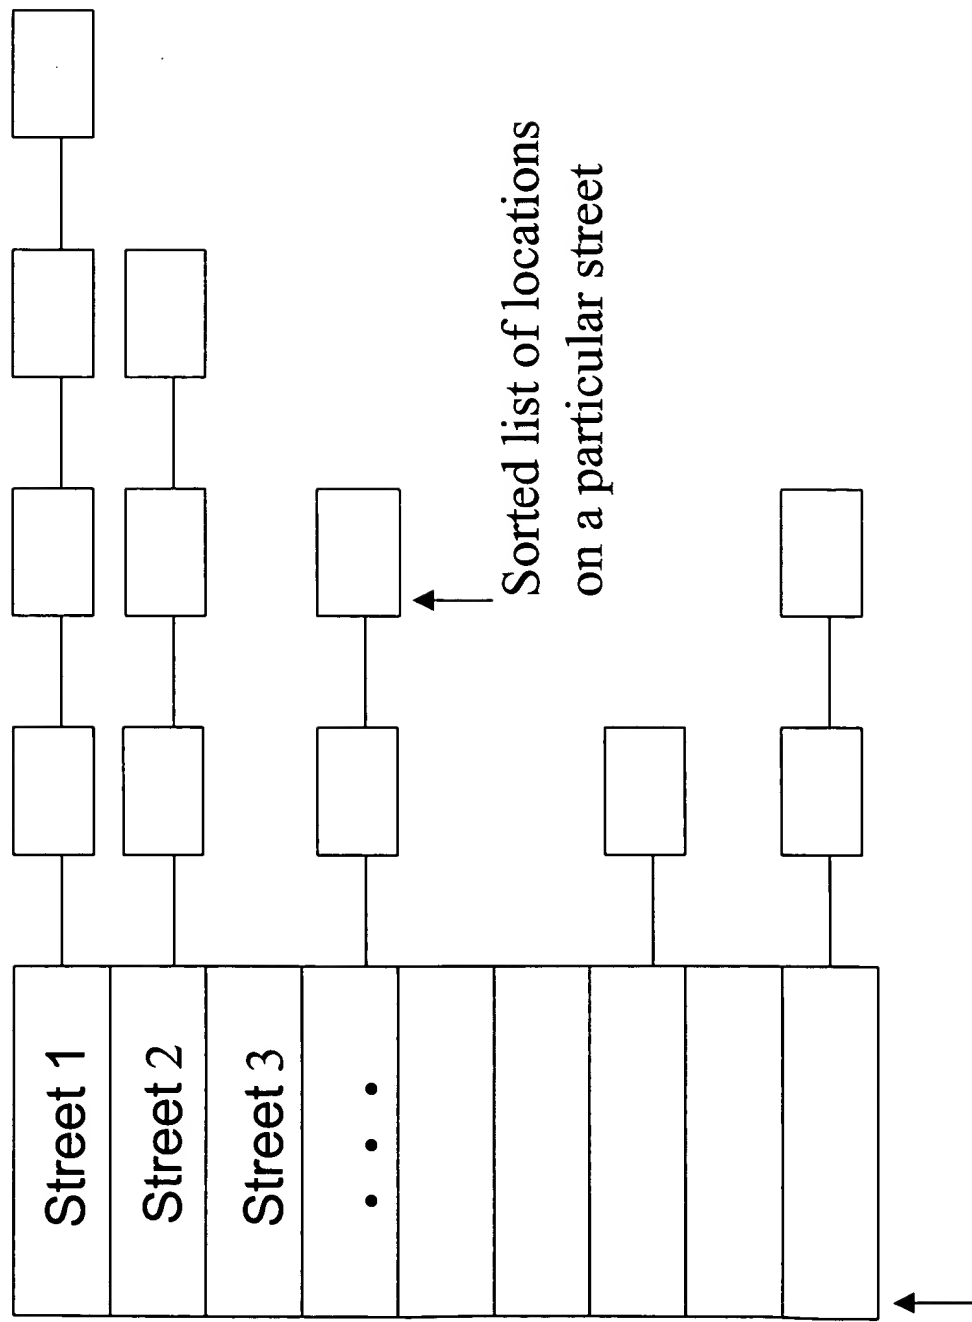 Street 1
Street 2
Street 3
• • •
Sorted list of locations
on a particular street